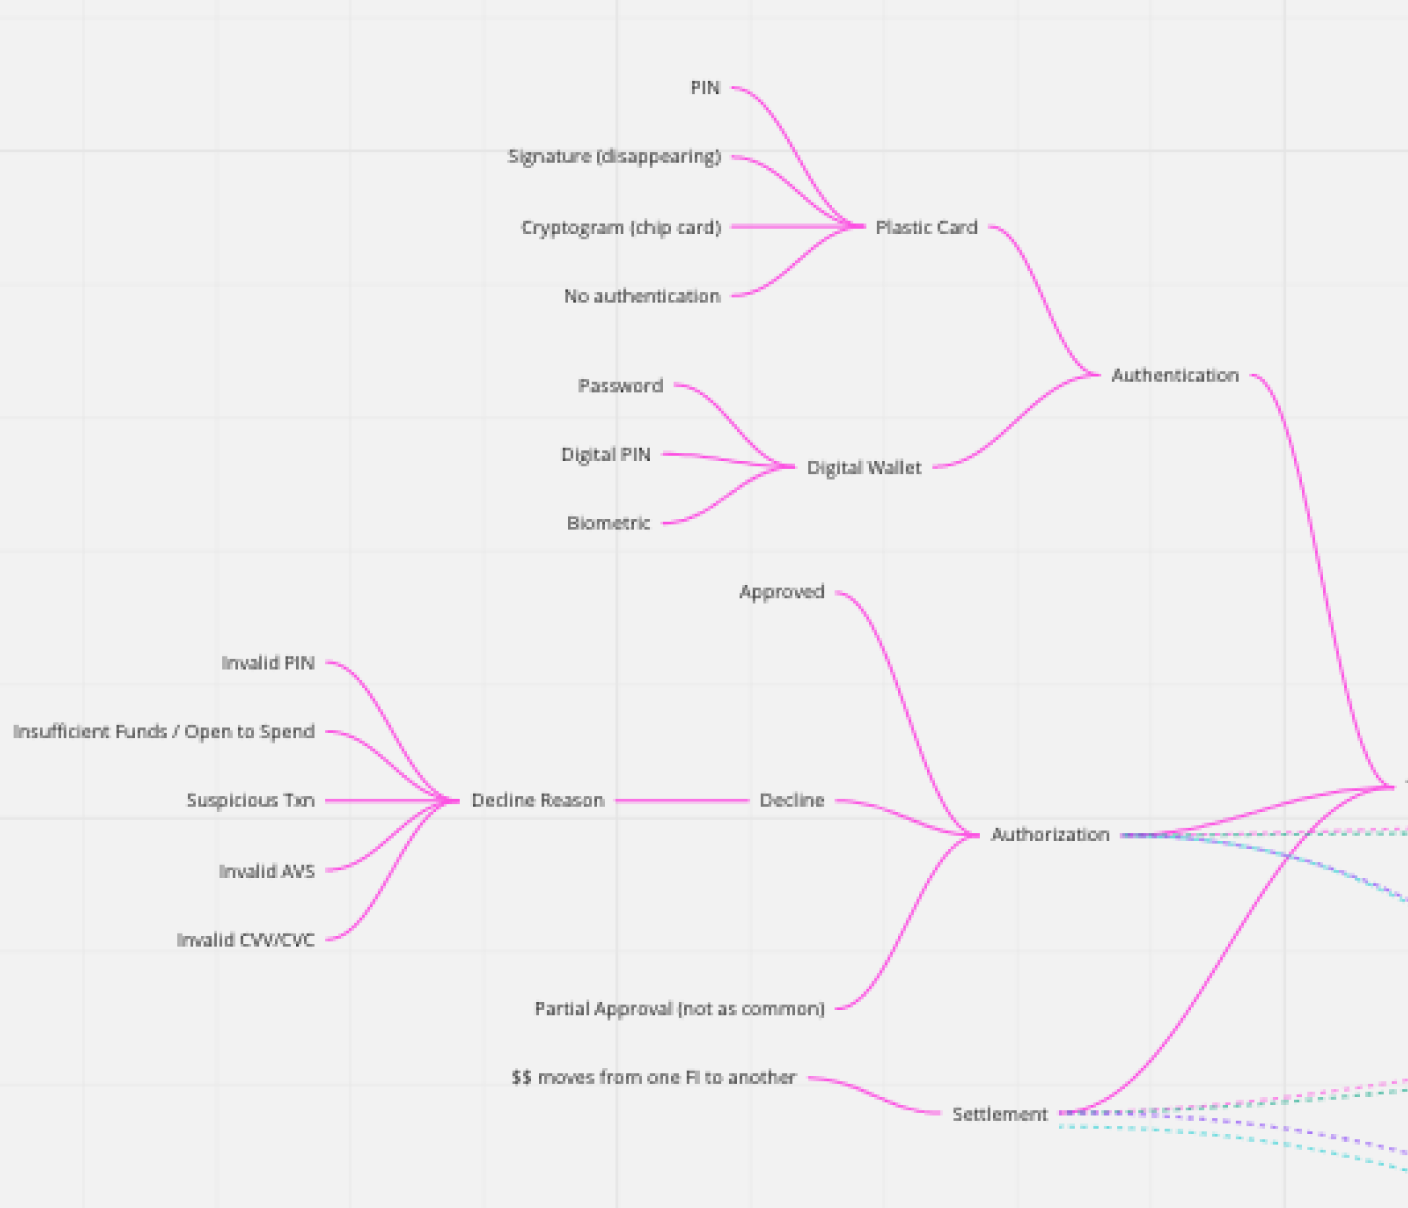 PIN
Signature (disappearing)
Cryptogram (chip card)
Plastic Card
No authentication
Authentication
Password
Digital PIN
Digital Wallet
Biometric
Approved
Invalid PIN
Insufficient Funds / Open to Spend
Suspicious Txn
Decline Reason
Decline
Authorization
Invalid AVS
Invalid CVV/CVC
Partial Approval (not as common)
$$ moves from one FI to another
Settlement